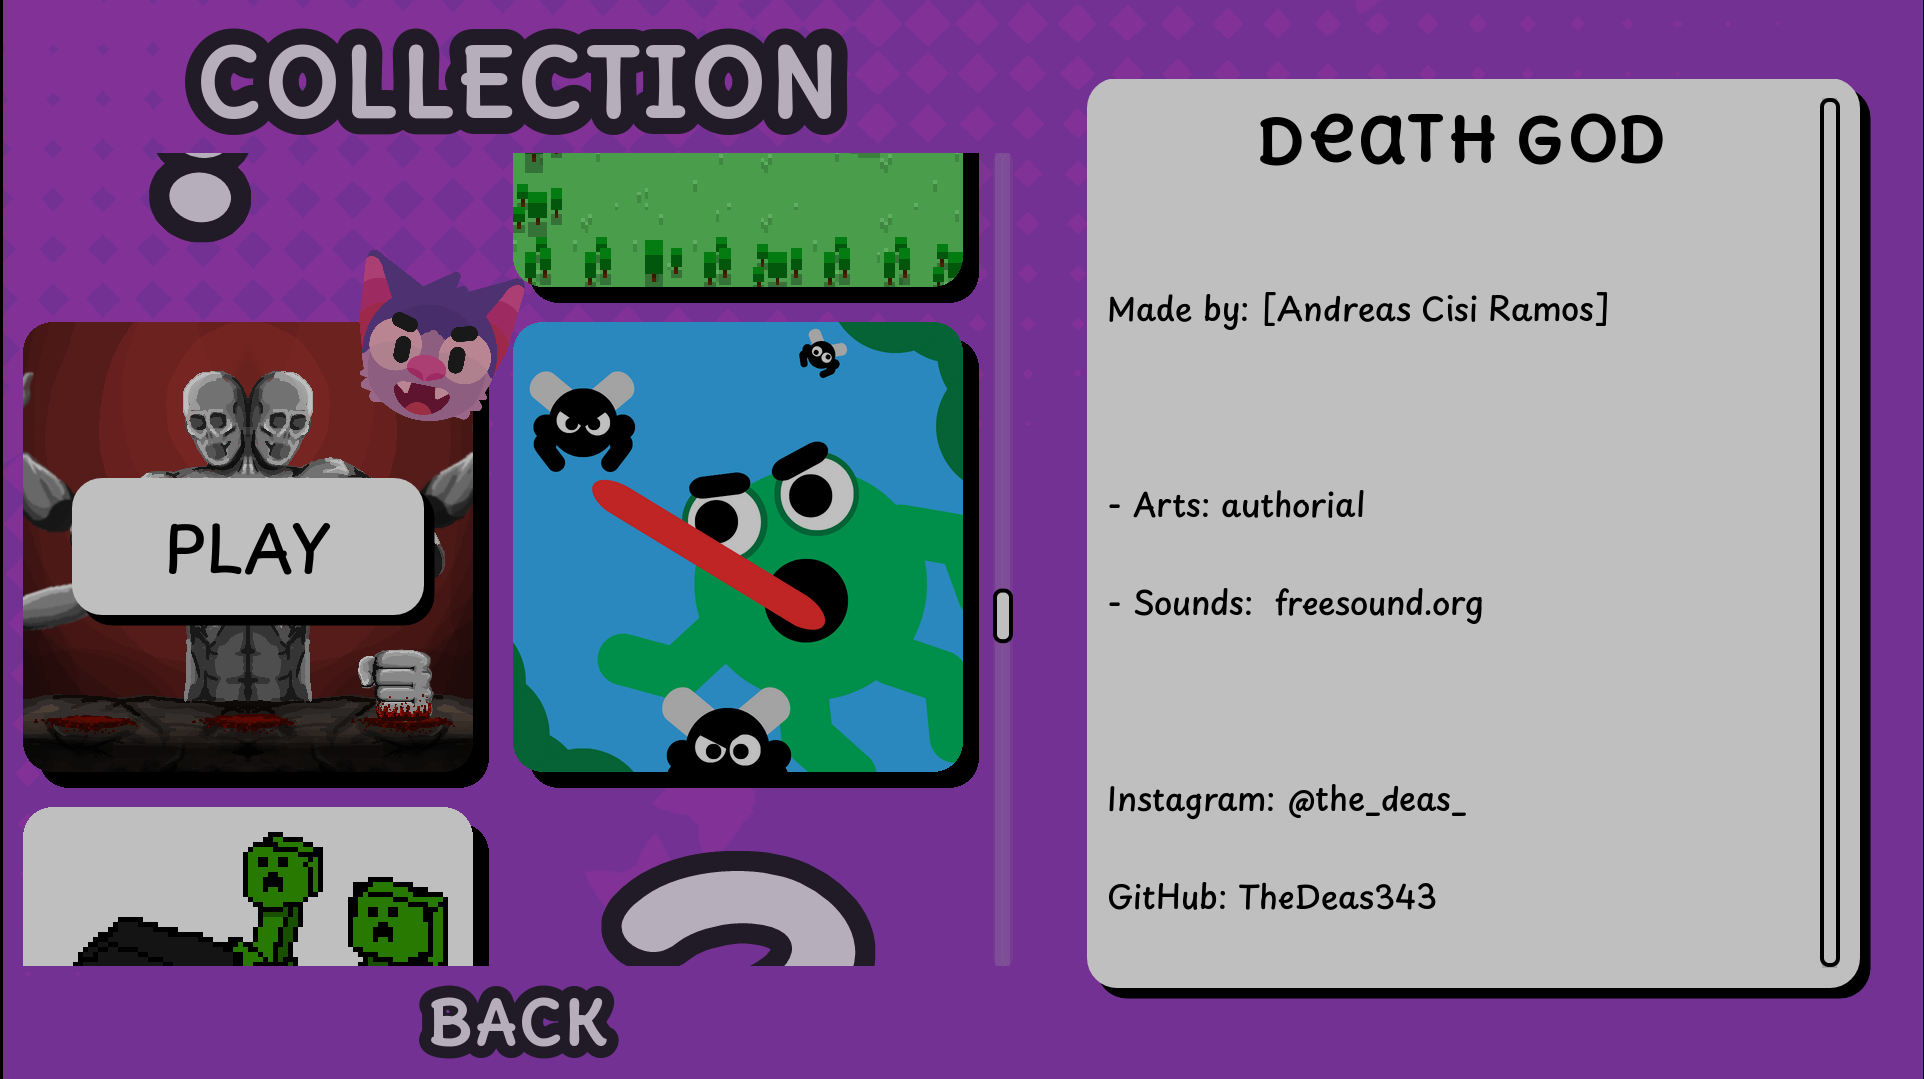 COLLECTION
PLAY
BACK
DeaTH GOD
Made by: [Andreas Cisi Ramos]
- Arts: authorial
- Sounds:  freesound.org
Instagram: @the_deas_
GitHub: TheDeas343